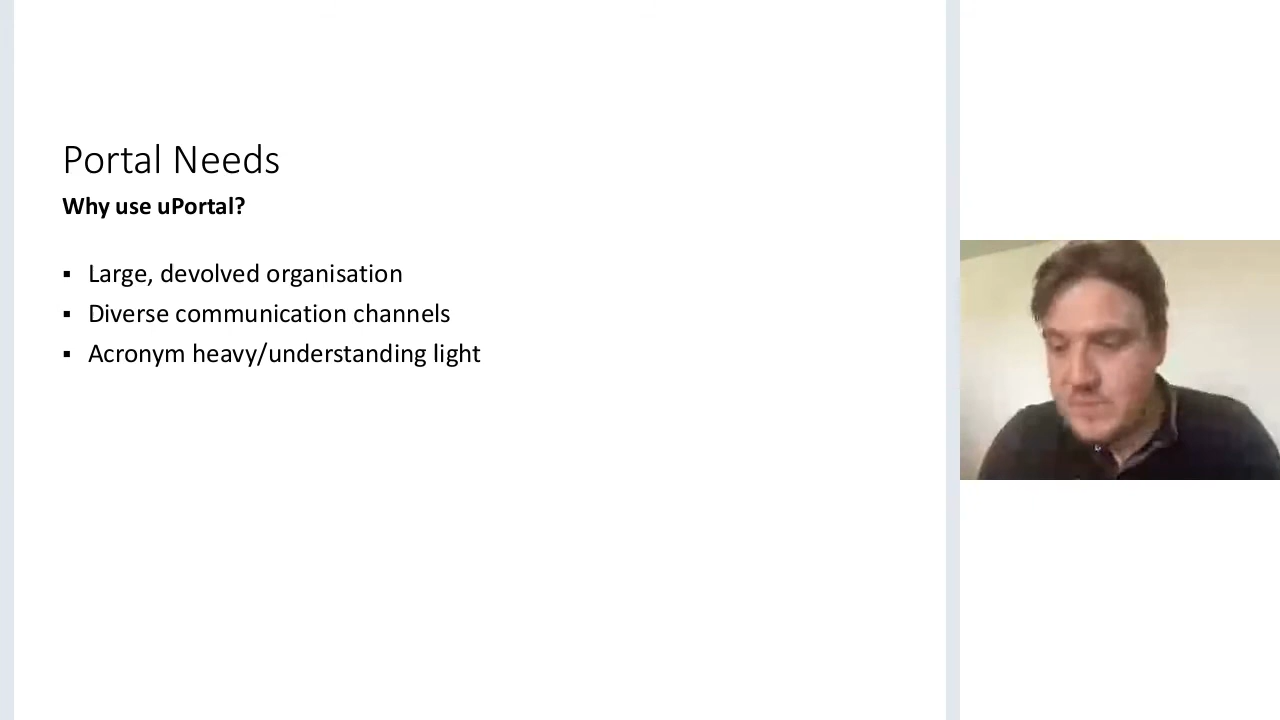 Portal Needs
Why use uPortal?
▪ Large, devolved organisation
▪ Diverse communication channels
▪ Acronym heavy/understanding light